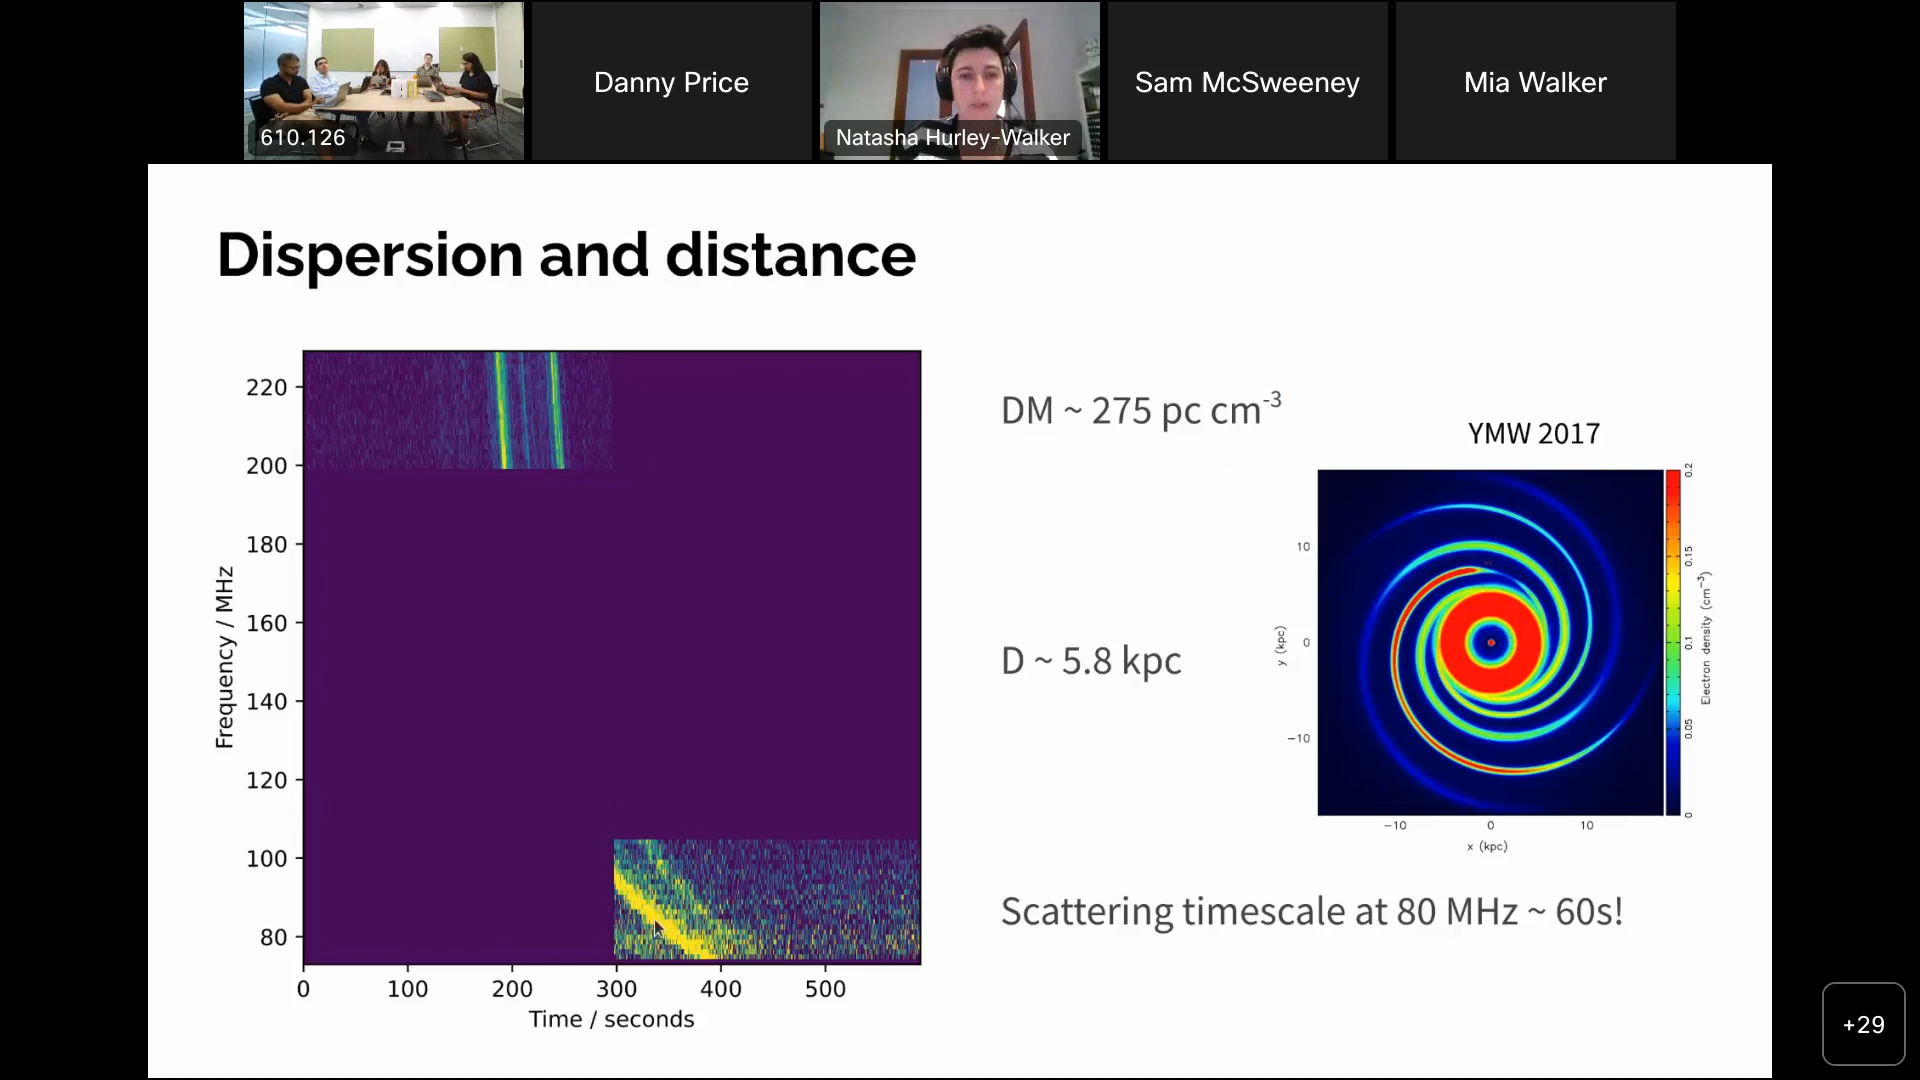 610.126
Danny Price
Natasha Hurley-Walker
Sam McSweeney
Mia Walker
Dispersion and distance
220
200
180
160
140
120
100
80
Frequency / MHz
0 100 200 300 400 500
Time / seconds
DM ~ 275 pc cm⁻³
D ~ 5.8 kpc
Scattering timescale at 80 MHz ~ 60s!
YMW 2017
10
0
−10
y (kpc)
−10 0 10
x (kpc)
0.2
0.15
0.1
0.05
0
Electron density (cm⁻³)
+29